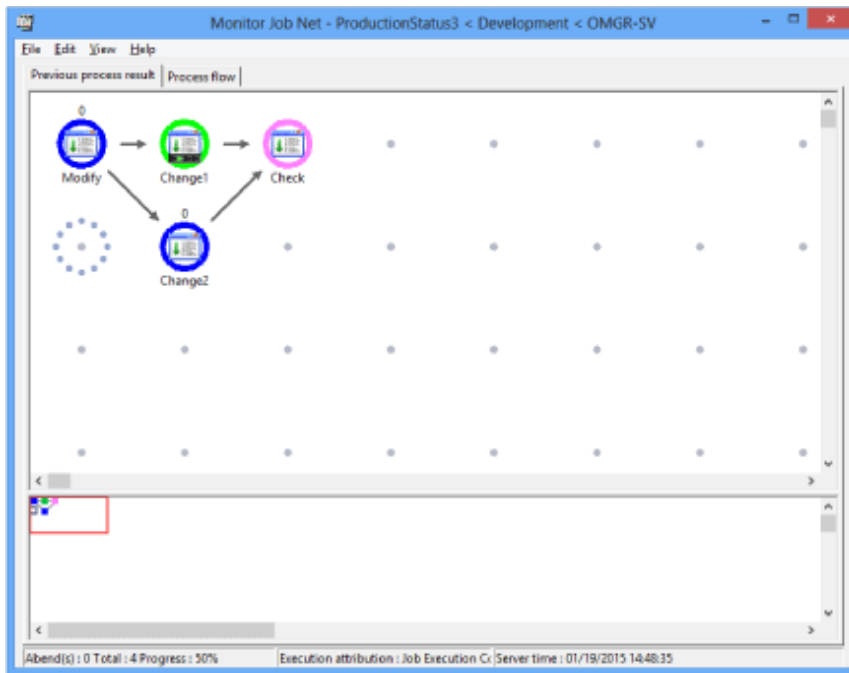 Monitor Job Net - ProductionStatus3 < Development < OMGR-SV
File Edit View Help
Previous process result Process flow
0
Modify Change1 Check
0
Change2
Abend(s) : 0 Total : 4 Progress : 50% Execution attribution : Job Execution Cc Server time : 01/19/2015 14:48:35